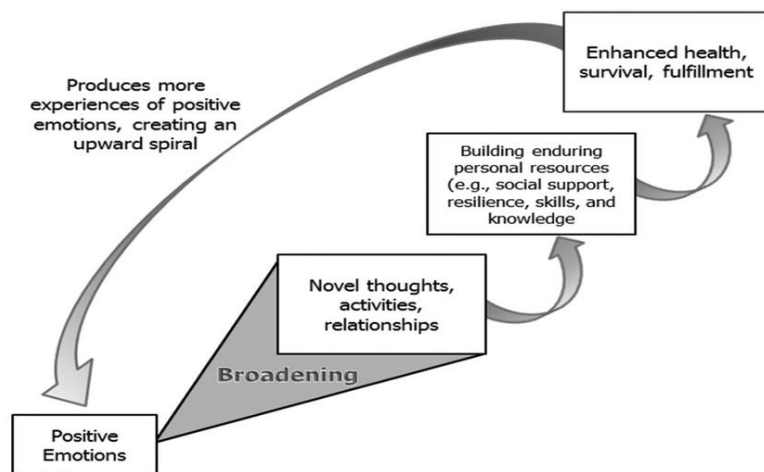 Enhanced health,
survival, fulfillment
Produces more
experiences of positive
emotions, creating an
upward spiral
Building enduring
personal resources
(e.g., social support,
resilience, skills, and
knowledge
Novel thoughts,
activities,
relationships
Broadening
Positive
Emotions